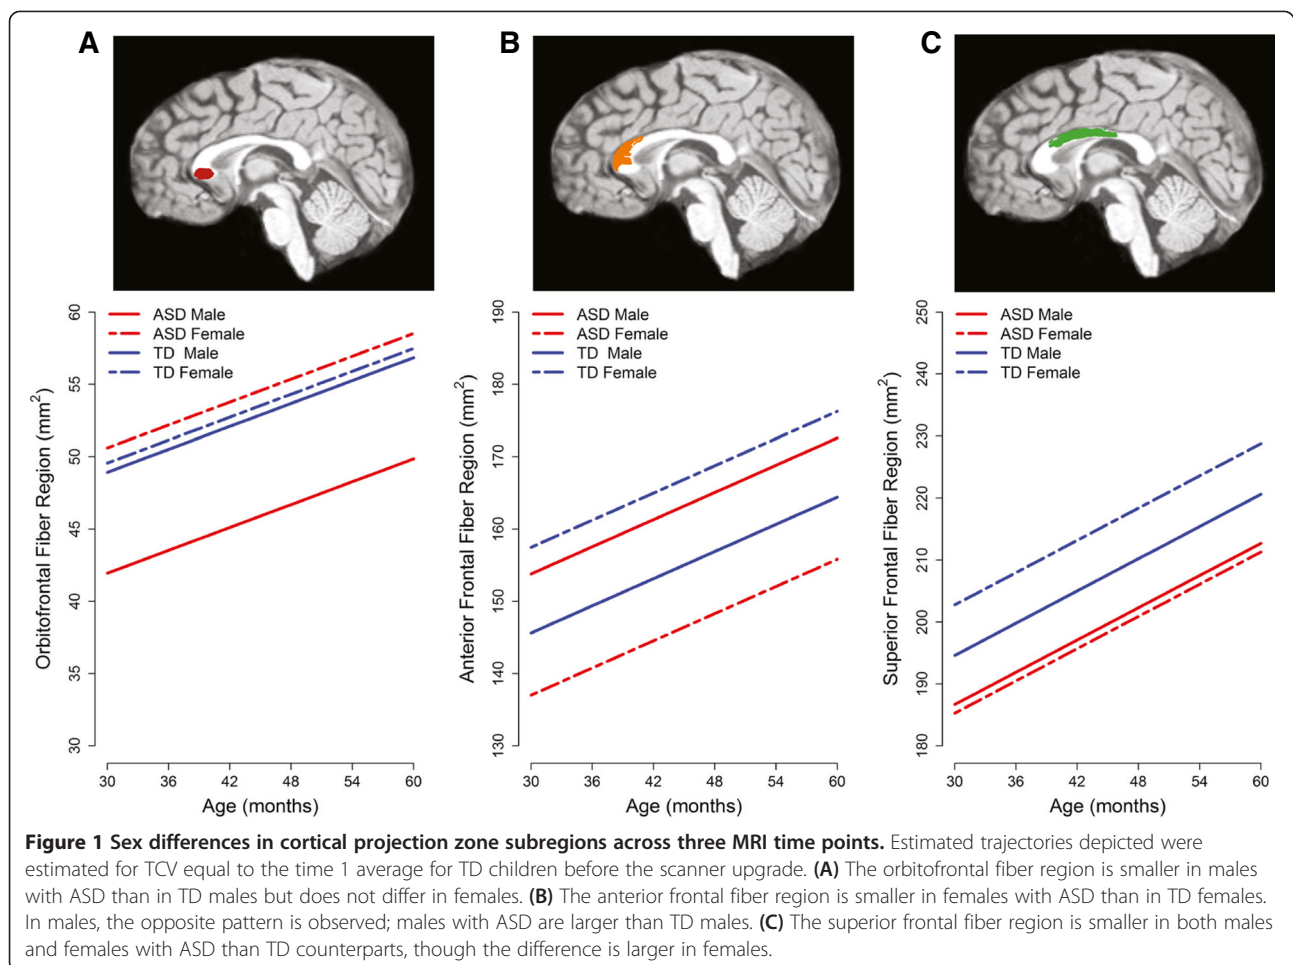 A
B
C
Orbitofrontal Fiber Region (mm2)
30 35 40 45 50 55 60
ASD Male
ASD Female
TD Male
TD Female
30 36 42 48 54 60
Age (months)
Anterior Frontal Fiber Region (mm2)
130 140 150 160 170 180 190
ASD Male
ASD Female
TD Male
TD Female
30 36 42 48 54 60
Age (months)
Superior Frontal Fiber Region (mm2)
180 190 200 210 220 230 240 250
ASD Male
ASD Female
TD Male
TD Female
30 36 42 48 54 60
Age (months)
Figure 1 Sex differences in cortical projection zone subregions across three MRI time points. Estimated trajectories depicted were
estimated for TCV equal to the time 1 average for TD children before the scanner upgrade. (A) The orbitofrontal fiber region is smaller in males
with ASD than in TD males but does not differ in females. (B) The anterior frontal fiber region is smaller in females with ASD than in TD females.
In males, the opposite pattern is observed; males with ASD are larger than TD males. (C) The superior frontal fiber region is smaller in both males
and females with ASD than TD counterparts, though the difference is larger in females.